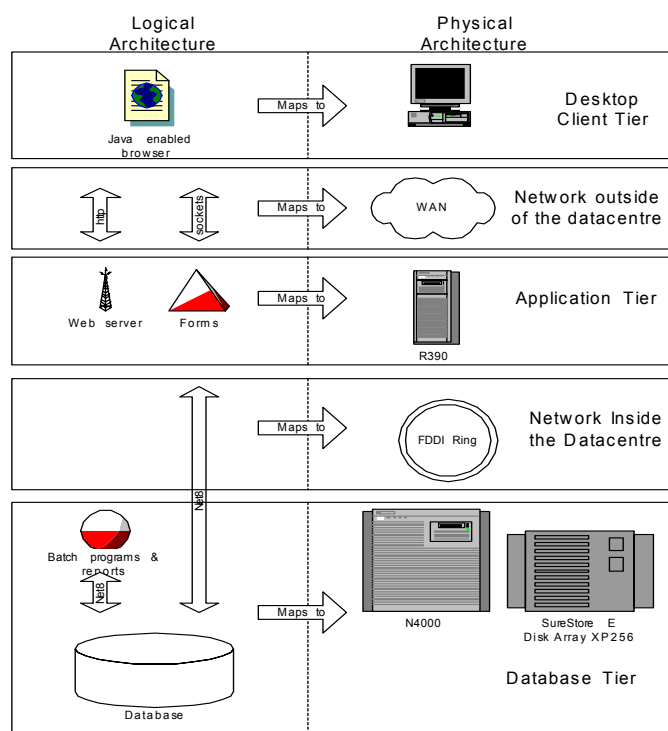 Logical
Architecture
Physical
Architecture
Java enabled
browser
Maps to
Desktop
Client Tier
http
sockets
Maps to
WAN
Network outside
of the datacentre
Web server
Forms
Maps to
R390
Application Tier
Net8
Maps to
FDDI Ring
Network Inside
the Datacentre
Batch programs &
reports
Net8
Database
Maps to
N4000
SureStore E
Disk Array XP256
Database Tier